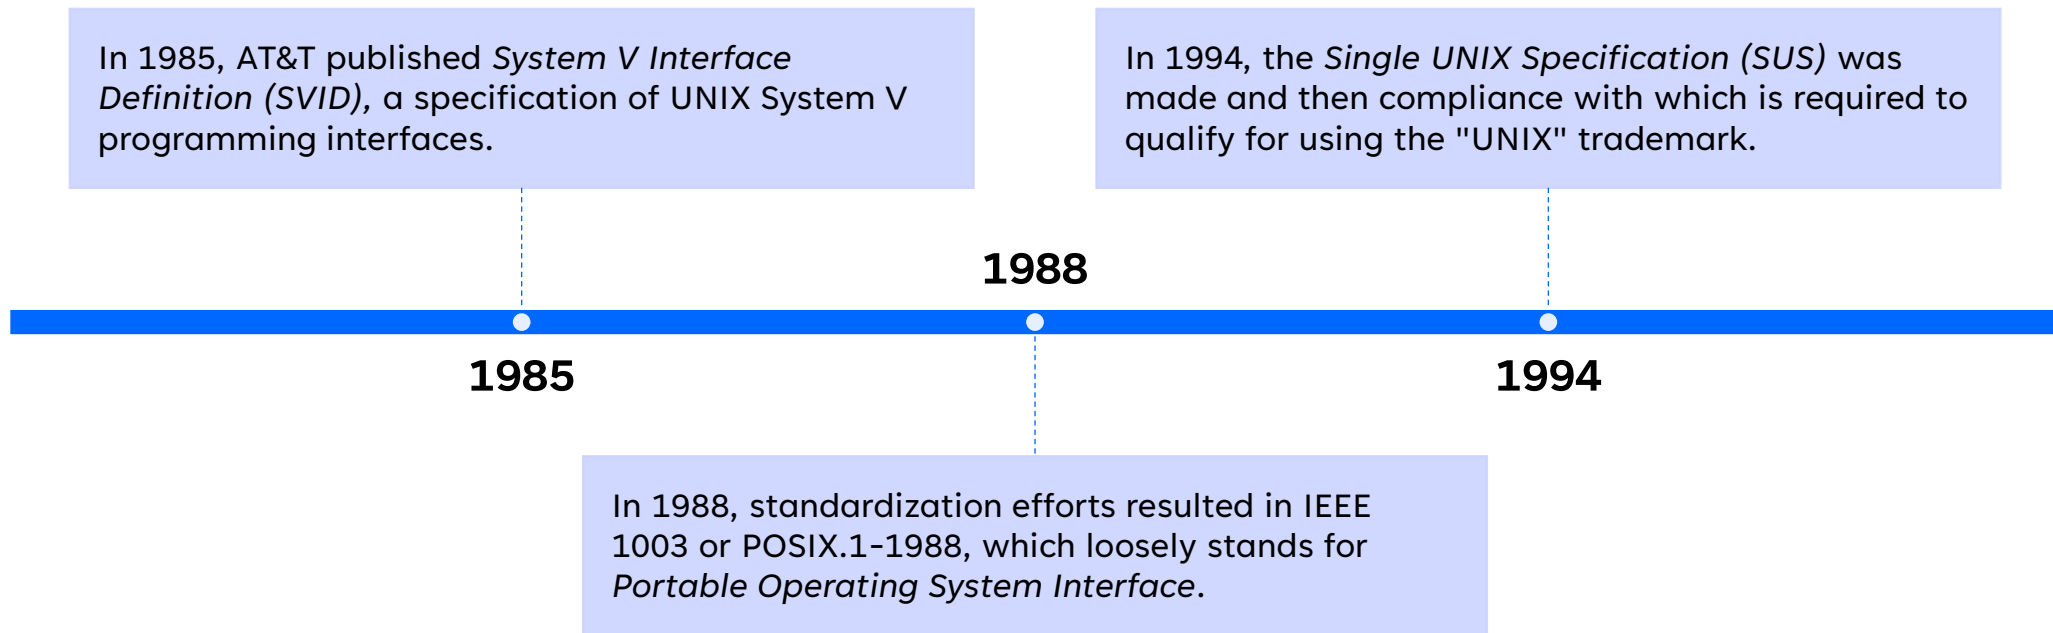 In 1985, AT&T published System V Interface
Definition (SVID), a specification of UNIX System V
programming interfaces.
In 1994, the Single UNIX Specification (SUS) was
made and then compliance with which is required to
qualify for using the "UNIX" trademark.
1988
1985
1994
In 1988, standardization efforts resulted in IEEE
1003 or POSIX.1-1988, which loosely stands for
Portable Operating System Interface.